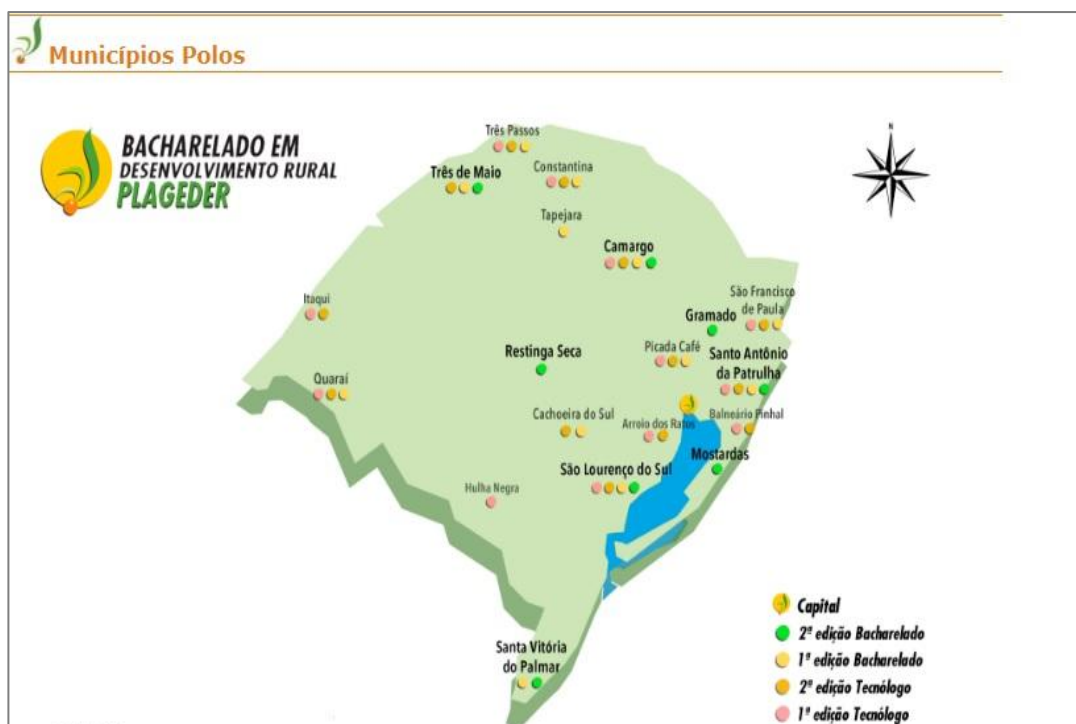 Municípios Polos
BACHARELADO EM
DESENVOLVIMENTO RURAL
PLAGEDER
N
Três Passos
Três de Maio
Constantina
Tapejara
Camargo
São Francisco
de Paula
Itaqui
Gramado
Restinga Seca
Picada Café
Santo Antônio
da Patrulha
Quaraí
Cachoeira do Sul
Arroio dos Ratos
Balneário Pinhal
Mostardas
São Lourenço do Sul
Hulha Negra
Santa Vitória
do Palmar
Capital
2ª edição Bacharelado
1ª edição Bacharelado
2ª edição Tecnólogo
1ª edição Tecnólogo